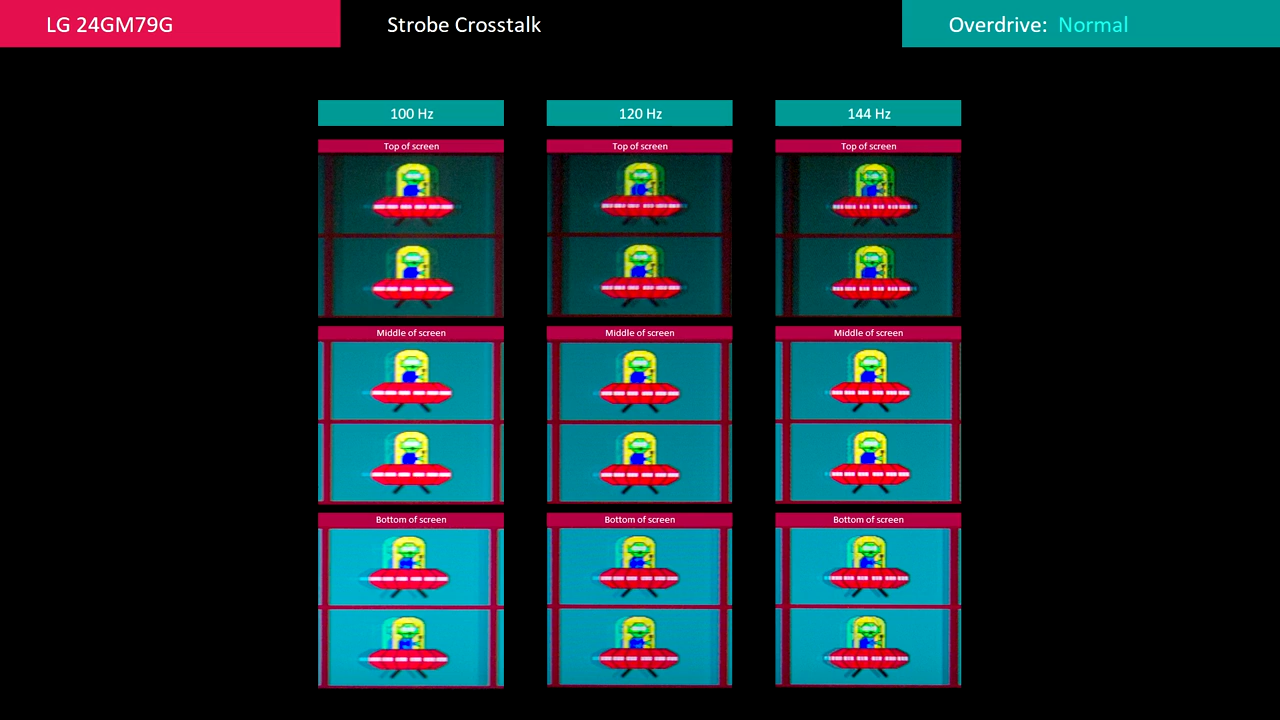 LG 24GM79G
Strobe Crosstalk
Overdrive: Normal
100 Hz
120 Hz
144 Hz
Top of screen
Top of screen
Top of screen
Middle of screen
Middle of screen
Middle of screen
Bottom of screen
Bottom of screen
Bottom of screen